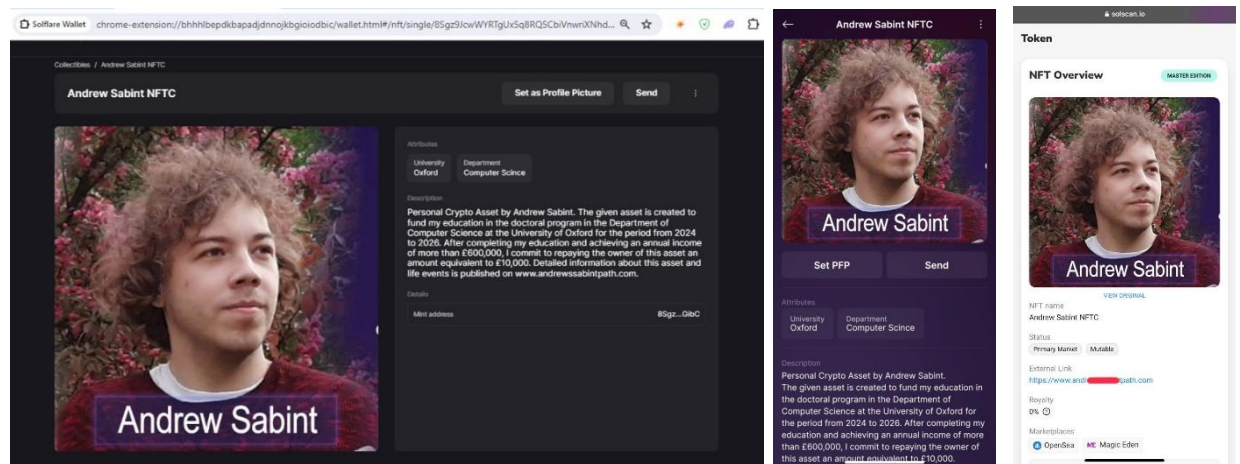 Solflare Wallet
chrome-extension://bhhhlbepdkbapadjdnnojkbgioiodbic/wallet.html#/nft/single/8Sgz9JcwWYRTgUx5q8RQ5CbiVnwnXNhd...
Collectibles / Andrew Sabint NFTC
Andrew Sabint NFTC
Set as Profile Picture
Send
Andrew Sabint
Attributes
University
Oxford
Department
Computer Scince
Description
Personal Crypto Asset by Andrew Sabint. The given asset is created to
fund my education in the doctoral program in the Department of
Computer Science at the University of Oxford for the period from 2024
to 2026. After completing my education and achieving an annual income
of more than £600,000, I commit to repaying the owner of this asset an
amount equivalent to £10,000. Detailed information about this asset and
life events is published on www.andrewssabintpath.com.
Details
Mint address
8Sgz...GibC
Andrew Sabint NFTC
Andrew Sabint
Set PFP
Send
Attributes
University
Oxford
Department
Computer Scince
Description
Personal Crypto Asset by Andrew Sabint.
The given asset is created to fund my education in
the doctoral program in the Department of
Computer Science at the University of Oxford for
the period from 2024 to 2026. After completing my
education and achieving an annual income of more
than £600,000, I commit to repaying the owner of
this asset an amount equivalent to £10,000.
solscan.io
Token
NFT Overview
MASTER EDITION
Andrew Sabint
VIEW ORIGINAL
NFT name
Andrew Sabint NFTC
Status
Primary Market
Mutable
External Link
https://www.andr path.com
Royalty
0%
Marketplaces
OpenSea
ME Magic Eden